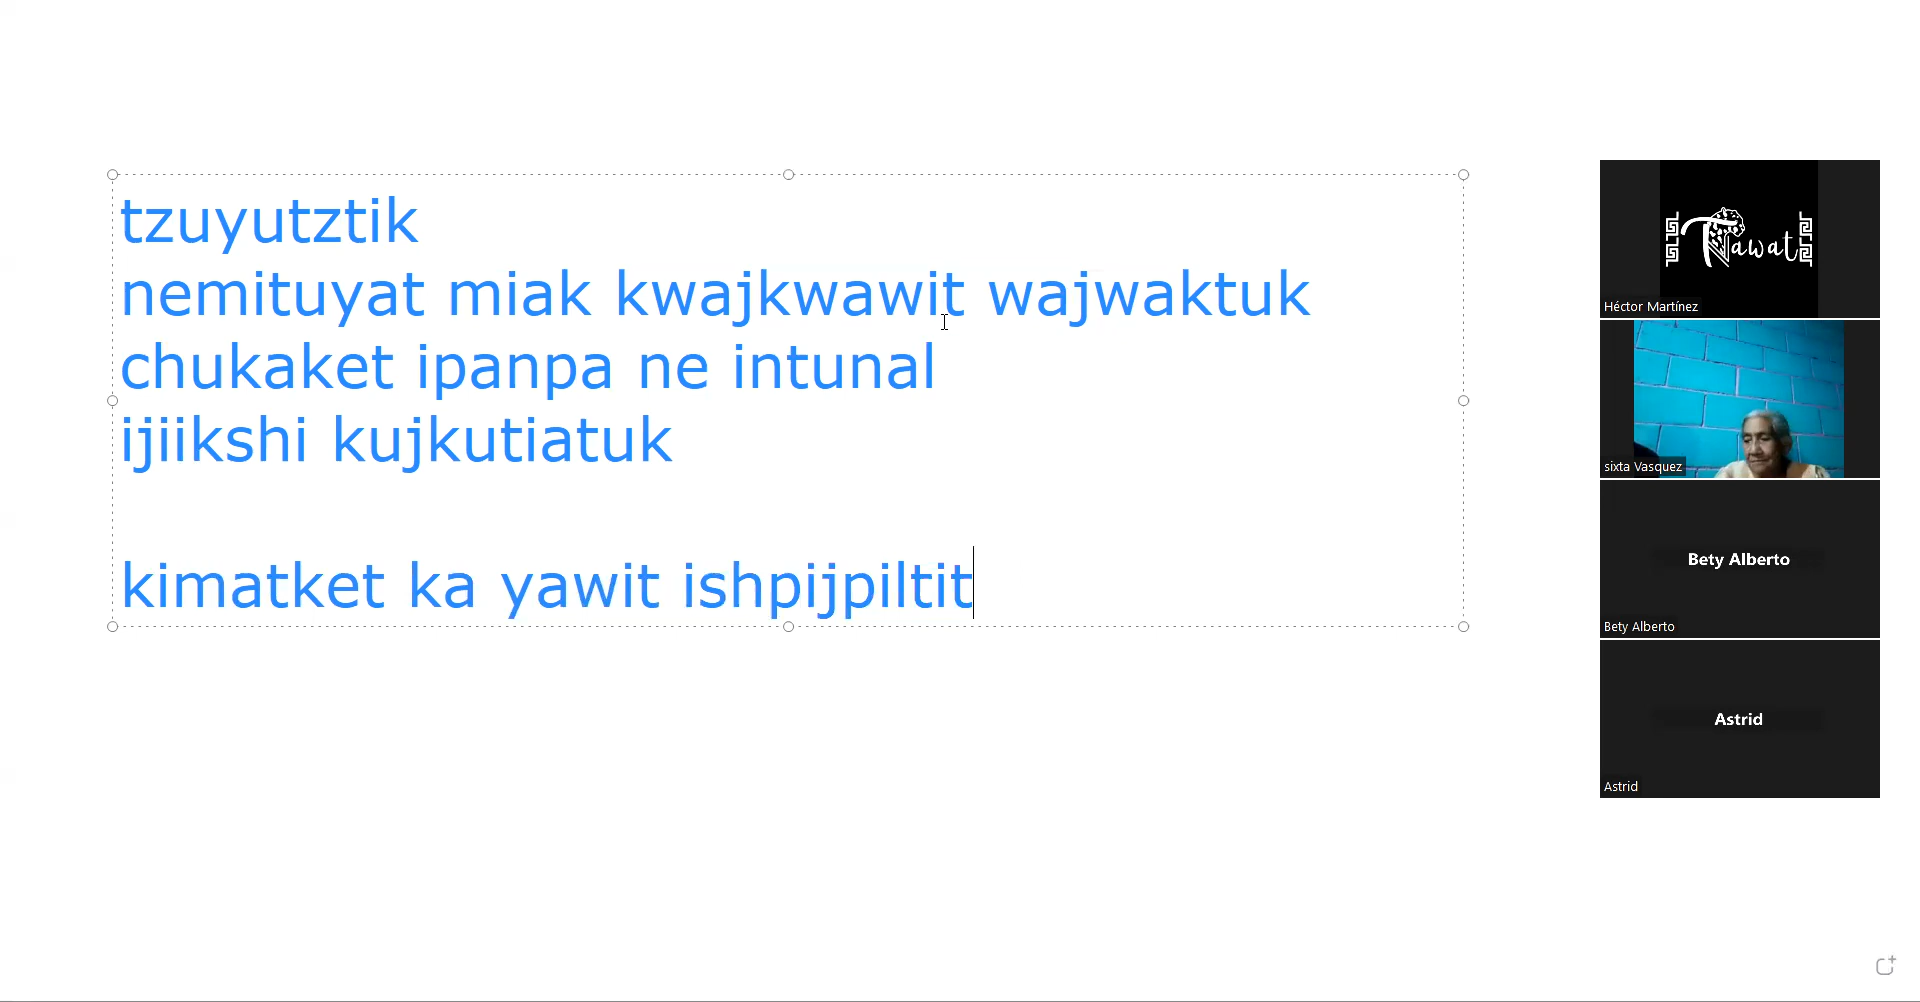 tzuyutztik
nemituyat miak kwajkwawit wajwaktuk
chukaket ipanpa ne intunal
ijiikshi kujkutiatuk
kimatket ka yawit ishpijpiltit
Nawat
Héctor Martínez
sixta Vasquez
Bety Alberto
Bety Alberto
Astrid
Astrid